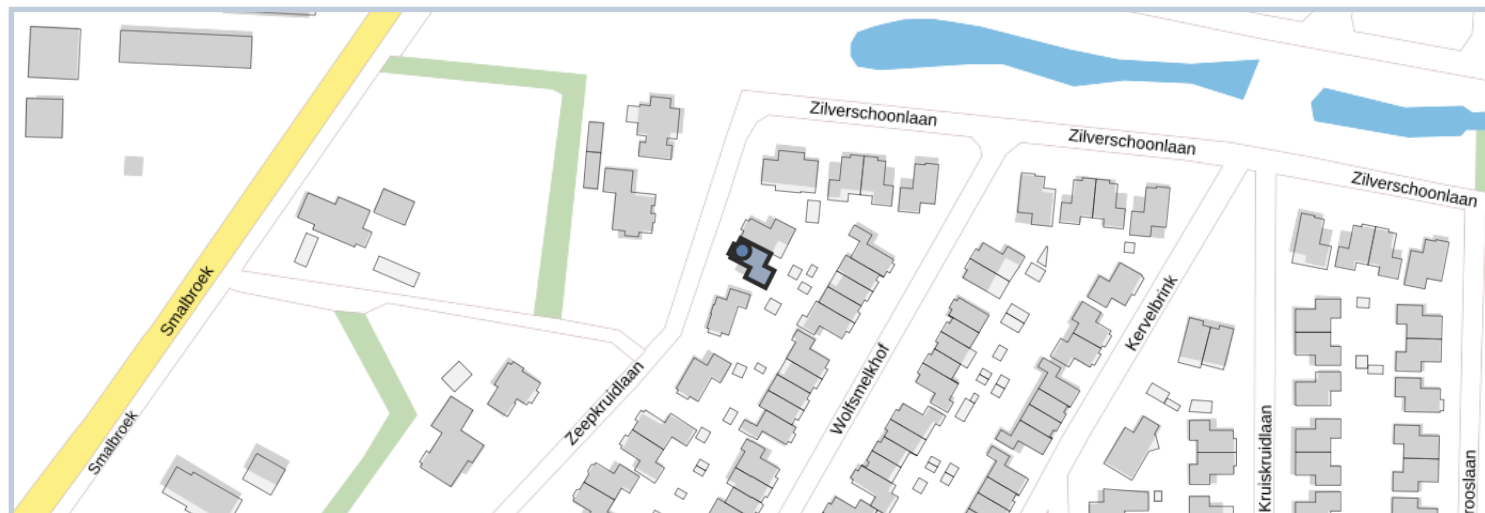 Zilverschoonlaan
Zilverschoonlaan
Zilverschoonlaan
Smalbroek
Kervelbrink
Wolfsmelkhof
Zeepkruidlaan
Smalbroek
Kruiskruidlaan
rooslaan